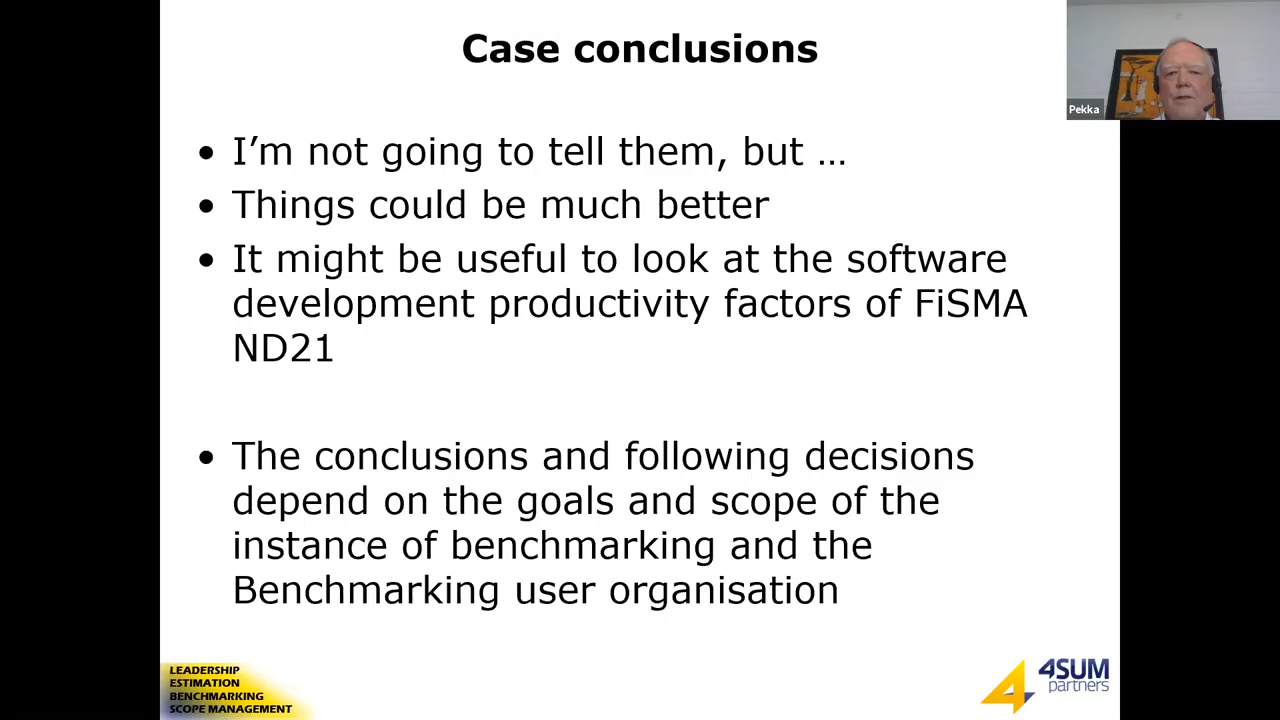 Case conclusions
Pekka
• I’m not going to tell them, but …
• Things could be much better
• It might be useful to look at the software
development productivity factors of FiSMA
ND21
• The conclusions and following decisions
depend on the goals and scope of the
instance of benchmarking and the
Benchmarking user organisation
LEADERSHIP
ESTIMATION
BENCHMARKING
SCOPE MANAGEMENT
4SUM
partners